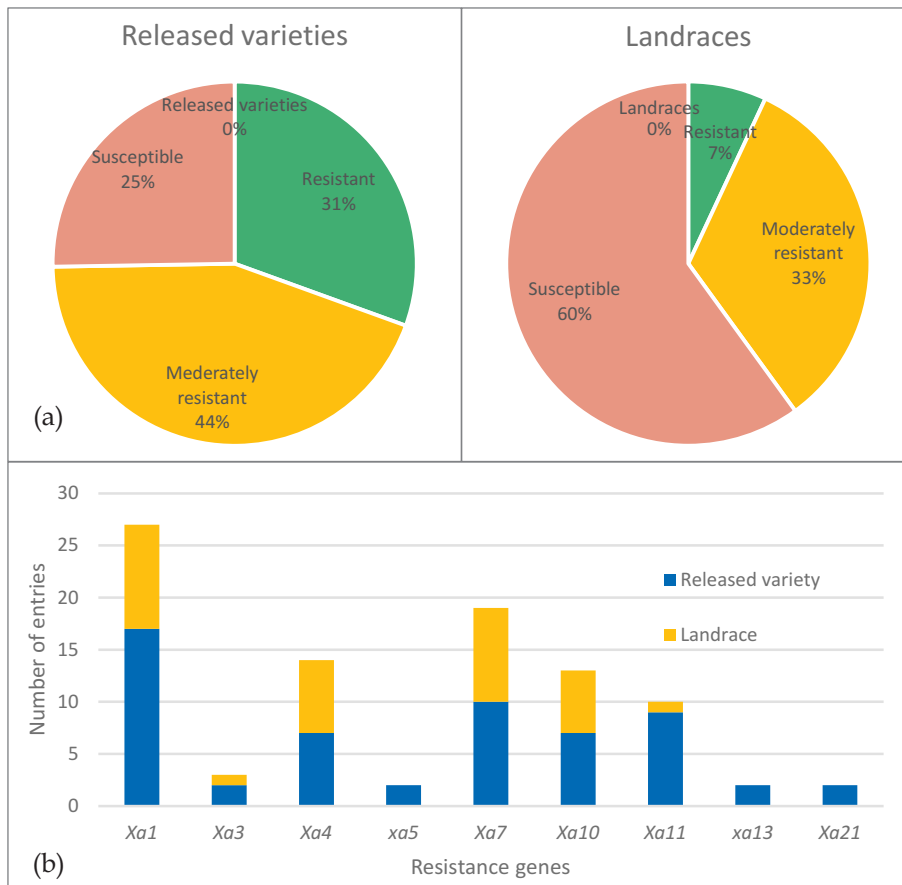 Released varieties
Released varieties
0%
Susceptible
25%
Resistant
31%
Mederately
resistant
44%
(a)
Landraces
Landraces
0%
Resistant
7%
Moderately
resistant
33%
Susceptible
60%
Number of entries
30
25
20
15
10
5
0
Released variety
Landrace
Xa1 Xa3 Xa4 xa5 Xa7 Xa10 Xa11 xa13 Xa21
Resistance genes
(b)